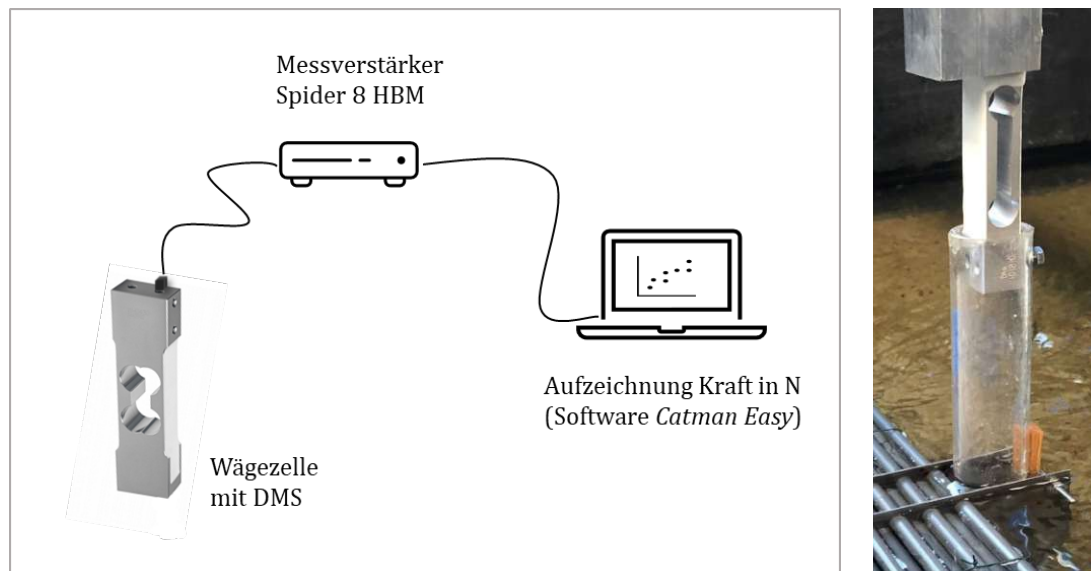 Messverstärker
Spider 8 HBM
Aufzeichnung Kraft in N
(Software Catman Easy)
Wägezelle
mit DMS